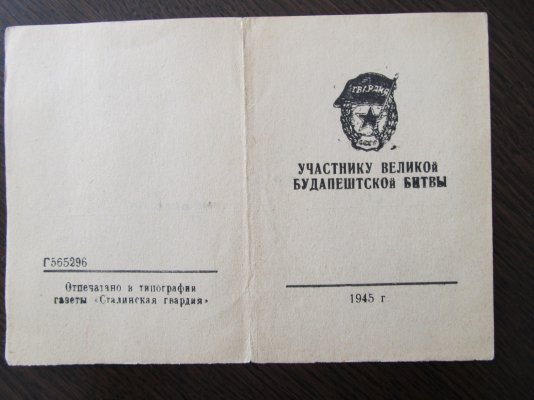 Г565296
Отпечатано в типографии
газеты «Сталинская гвардия»
ГВАРДИЯ
УЧАСТНИКУ ВЕЛИКОЙ
БУДАПЕШТСКОЙ БИТВЫ
1945 г